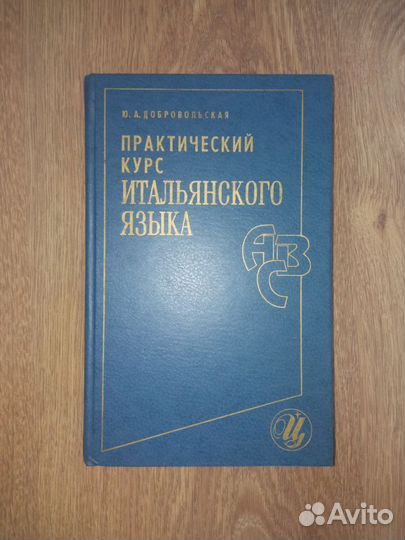 Ю. А. ДОБРОВОЛЬСКАЯ
ПРАКТИЧЕСКИЙ
КУРС
ИТАЛЬЯНСКОГО
ЯЗЫКА
ABC
Ц
Avito